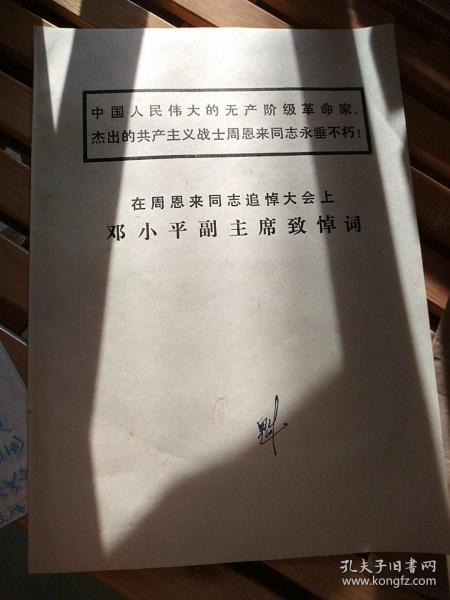 中国人民伟大的无产阶级革命家、
杰出的共产主义战士周恩来同志永垂不朽！
在周恩来同志追悼大会上
邓小平副主席致悼词
孔夫子旧书网
www.kongfz.com